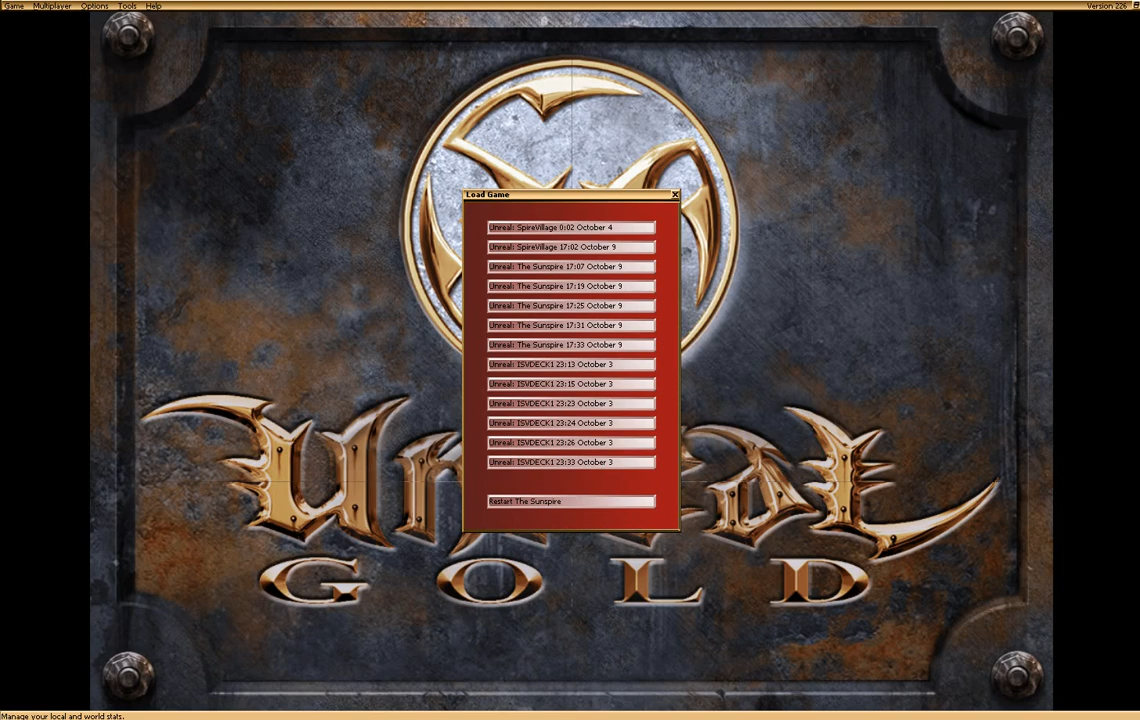 Game Multiplayer Options Tools Help Version 226
Load Game
Unreal: SpireVillage 0:02 October 4
Unreal: SpireVillage 17:02 October 9
Unreal: The Sunspire 17:07 October 9
Unreal: The Sunspire 17:19 October 9
Unreal: The Sunspire 17:25 October 9
Unreal: The Sunspire 17:31 October 9
Unreal: The Sunspire 17:33 October 9
Unreal: ISVDECK1 23:13 October 3
Unreal: ISVDECK1 23:15 October 3
Unreal: ISVDECK1 23:23 October 3
Unreal: ISVDECK1 23:24 October 3
Unreal: ISVDECK1 23:26 October 3
Unreal: ISVDECK1 23:33 October 3
Restart The Sunspire
Unreal
GOLD
Manage your local and world stats.